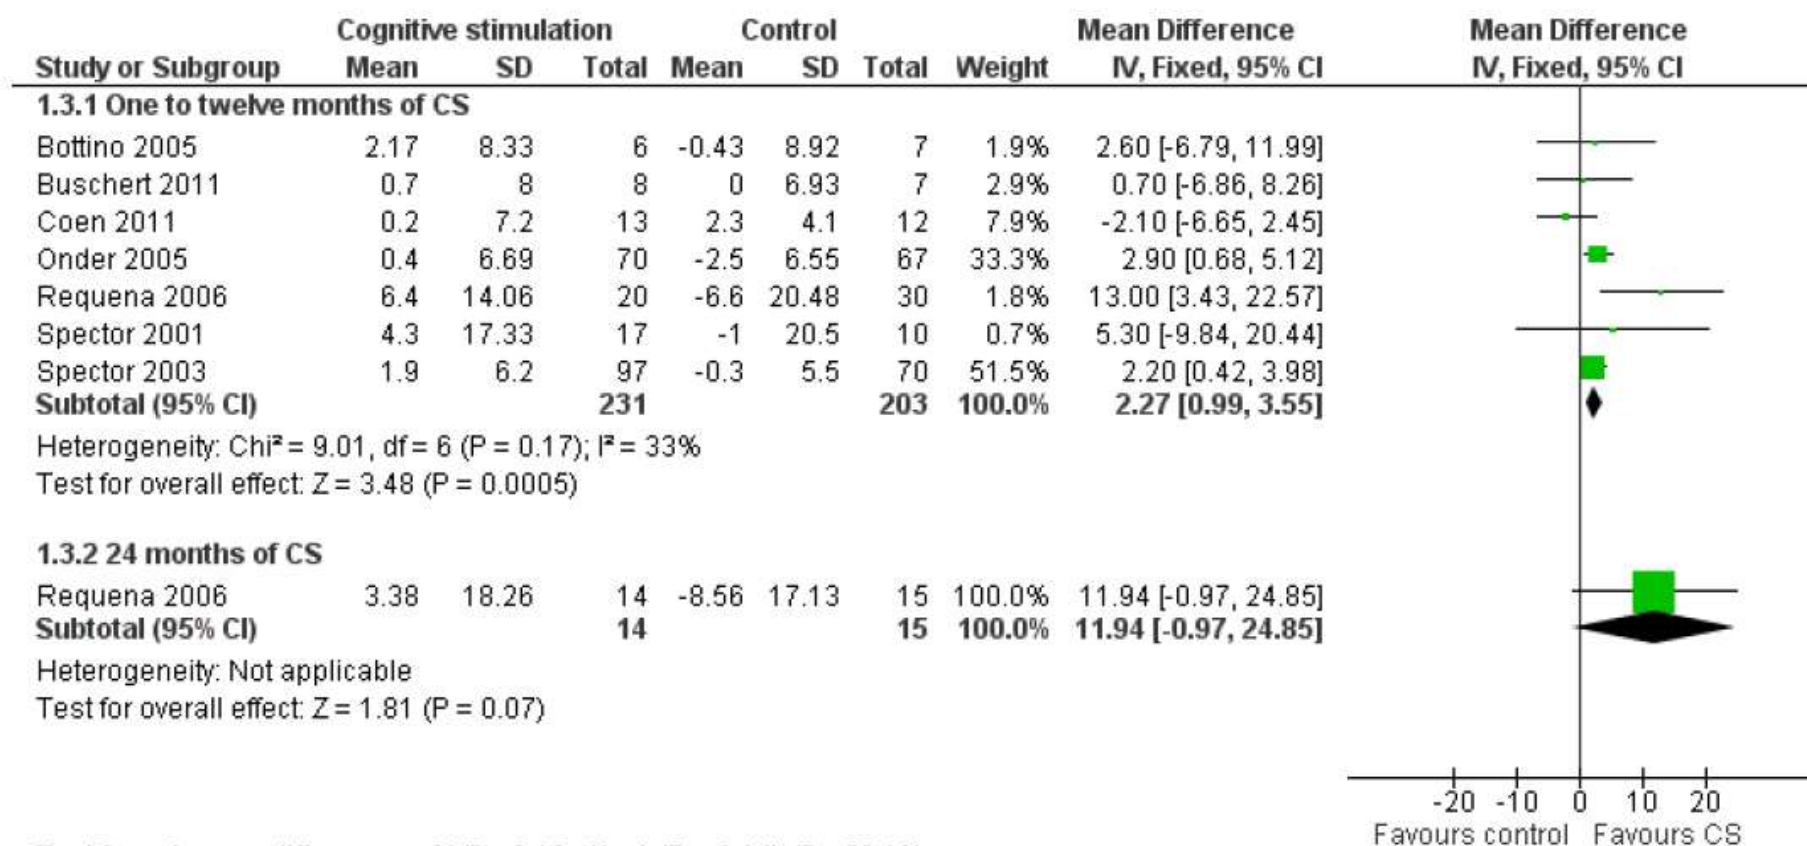 Cognitive stimulation Control Mean Difference Mean Difference
Study or Subgroup Mean SD Total Mean SD Total Weight IV, Fixed, 95% CI IV, Fixed, 95% CI
1.3.1 One to twelve months of CS
Bottino 2005 2.17 8.33 6 -0.43 8.92 7 1.9% 2.60 [-6.79, 11.99]
Buschert 2011 0.7 8 8 0 6.93 7 2.9% 0.70 [-6.86, 8.26]
Coen 2011 0.2 7.2 13 2.3 4.1 12 7.9% -2.10 [-6.65, 2.45]
Onder 2005 0.4 6.69 70 -2.5 6.55 67 33.3% 2.90 [0.68, 5.12]
Requena 2006 6.4 14.06 20 -6.6 20.48 30 1.8% 13.00 [3.43, 22.57]
Spector 2001 4.3 17.33 17 -1 20.5 10 0.7% 5.30 [-9.84, 20.44]
Spector 2003 1.9 6.2 97 -0.3 5.5 70 51.5% 2.20 [0.42, 3.98]
Subtotal (95% CI) 231 203 100.0% 2.27 [0.99, 3.55]
Heterogeneity: Chi² = 9.01, df = 6 (P = 0.17); I² = 33%
Test for overall effect: Z = 3.48 (P = 0.0005)
1.3.2 24 months of CS
Requena 2006 3.38 18.26 14 -8.56 17.13 15 100.0% 11.94 [-0.97, 24.85]
Subtotal (95% CI) 14 15 100.0% 11.94 [-0.97, 24.85]
Heterogeneity: Not applicable
Test for overall effect: Z = 1.81 (P = 0.07)
-20 -10 0 10 20
Favours control Favours CS